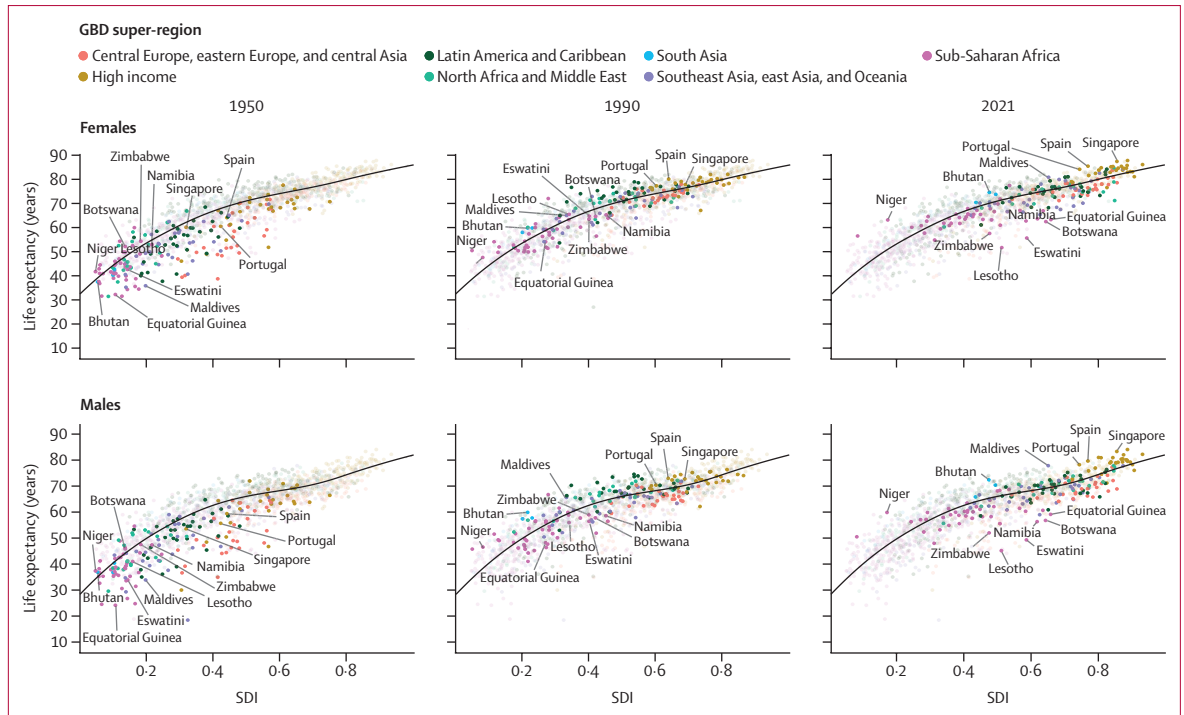 GBD super-region
Central Europe, eastern Europe, and central Asia
Latin America and Caribbean
South Asia
Sub-Saharan Africa
High income
North Africa and Middle East
Southeast Asia, east Asia, and Oceania
1950
1990
2021
Females
Life expectancy (years)
90
80
70
60
50
40
30
20
10
Zimbabwe
Spain
Namibia
Singapore
Botswana
Niger
Lesotho
Portugal
Eswatini
Maldives
Bhutan
Equatorial Guinea
Spain
Singapore
Portugal
Eswatini
Botswana
Lesotho
Maldives
Bhutan
Namibia
Niger
Zimbabwe
Equatorial Guinea
Spain
Singapore
Portugal
Maldives
Bhutan
Niger
Namibia
Equatorial Guinea
Botswana
Zimbabwe
Eswatini
Lesotho
0·2
0·4
0·6
0·8
Males
Life expectancy (years)
90
80
70
60
50
40
30
20
10
Botswana
Spain
Niger
Portugal
Singapore
Namibia
Zimbabwe
Bhutan
Maldives
Lesotho
Eswatini
Equatorial Guinea
Spain
Portugal
Singapore
Maldives
Zimbabwe
Bhutan
Niger
Namibia
Botswana
Lesotho
Eswatini
Equatorial Guinea
Spain
Singapore
Portugal
Maldives
Bhutan
Niger
Equatorial Guinea
Namibia
Botswana
Zimbabwe
Eswatini
Lesotho
0·2
0·4
0·6
0·8
0·2
0·4
0·6
0·8
SDI
SDI
SDI